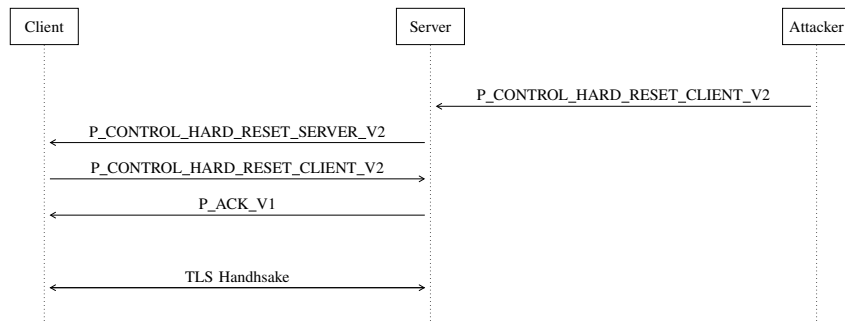 Client
Server
Attacker
P_CONTROL_HARD_RESET_CLIENT_V2
P_CONTROL_HARD_RESET_SERVER_V2
P_CONTROL_HARD_RESET_CLIENT_V2
P_ACK_V1
TLS Handhsake